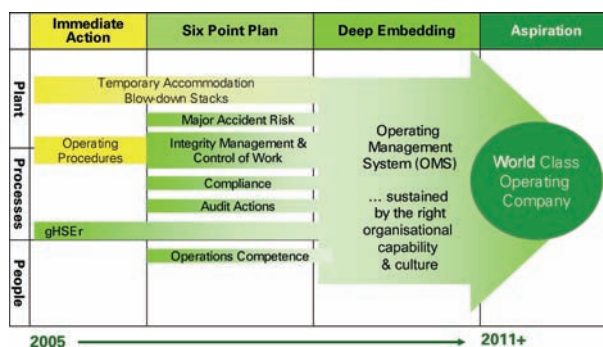 Immediate
Action
Six Point Plan
Deep Embedding
Aspiration
Plant
Processes
People
Temporary Accommodation
Blow-down Stacks
Major Accident Risk
Operating
Procedures
Integrity Management &
Control of Work
Compliance
Audit Actions
gHSEr
Operations Competence
Operating
Management
System (OMS)
... sustained
by the right
organisational
capability
& culture
World Class
Operating
Company
2005
2011+